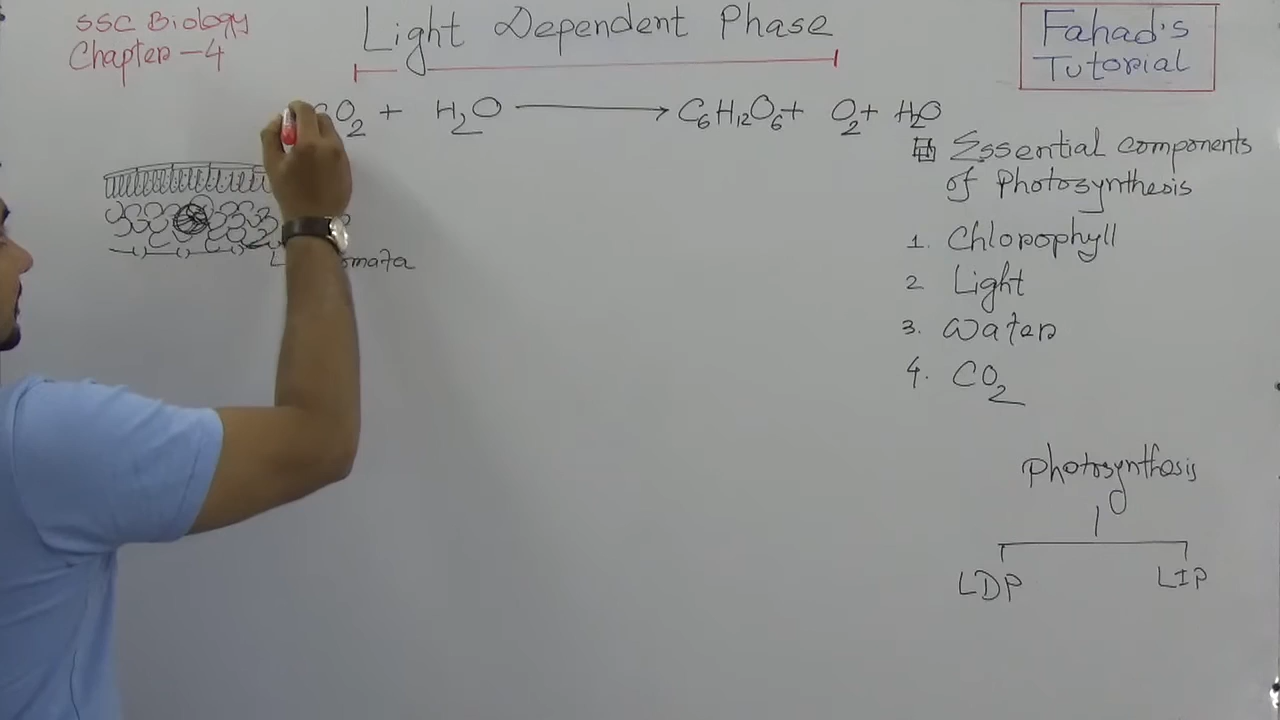 SSC Biology
Chapter-4
Light Dependent Phase
Fahad's
Tutorial
CO2 + H2O → C6H12O6 + O2 + H2O
Essential components
of Photosynthesis
1. Chlorophyll
2 Light
3. Water
4. CO2
Photosynthesis
LDP
LIP